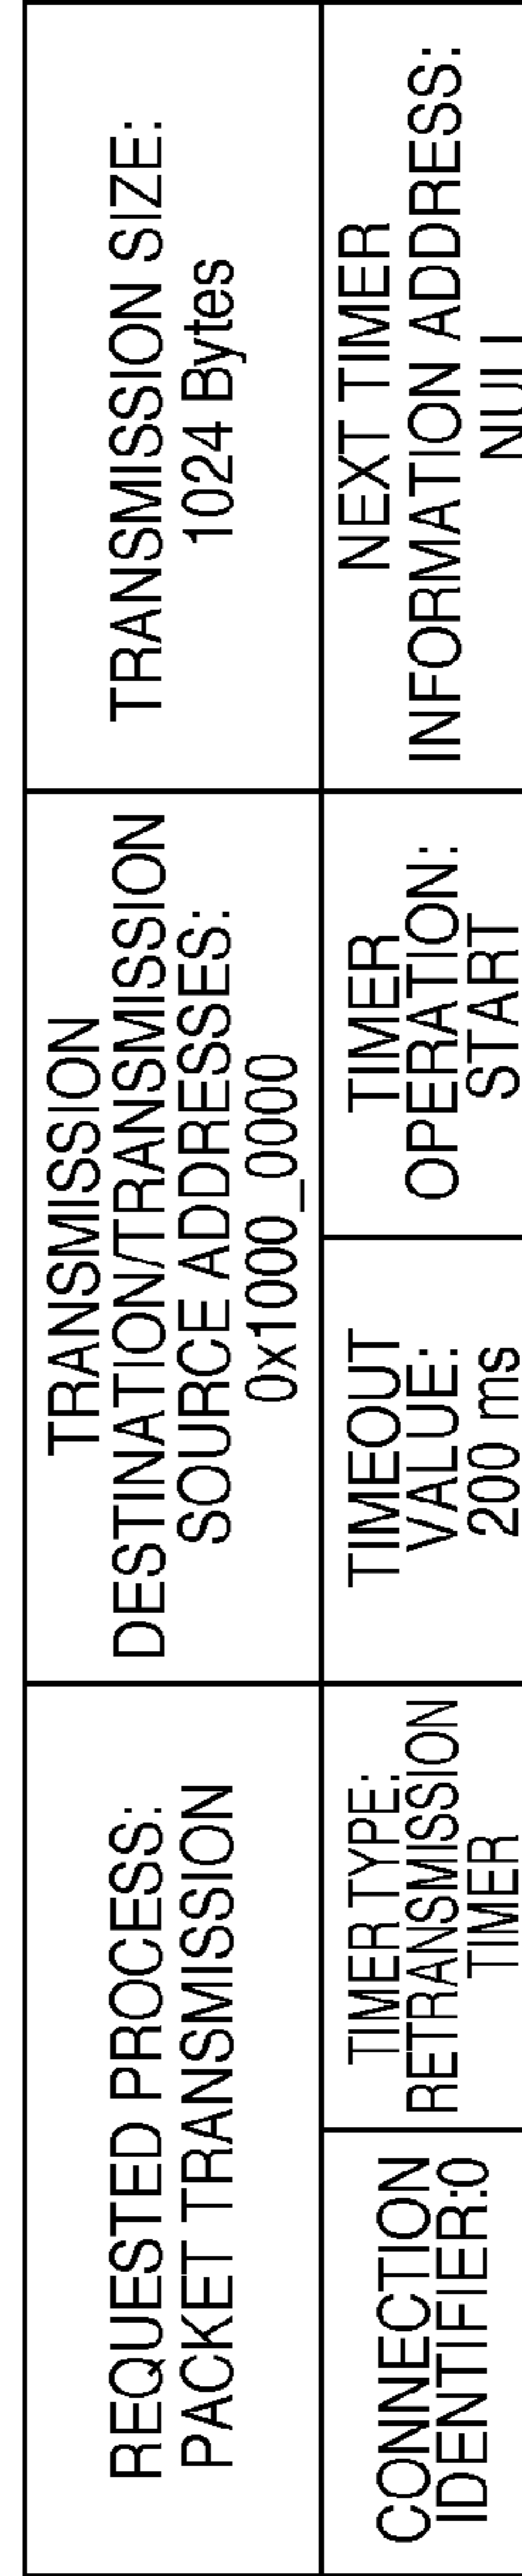 REQUESTED PROCESS:
PACKET TRANSMISSION
TRANSMISSION
DESTINATION/TRANSMISSION
SOURCE ADDRESSES:
0x1000_0000
TRANSMISSION SIZE:
1024 Bytes
CONNECTION
IDENTIFIER:0
TIMER TYPE:
RETRANSMISSION
TIMER
TIMEOUT
VALUE:
200 ms
TIMER
OPERATION:
START
NEXT TIMER
INFORMATION ADDRESS:
NULL